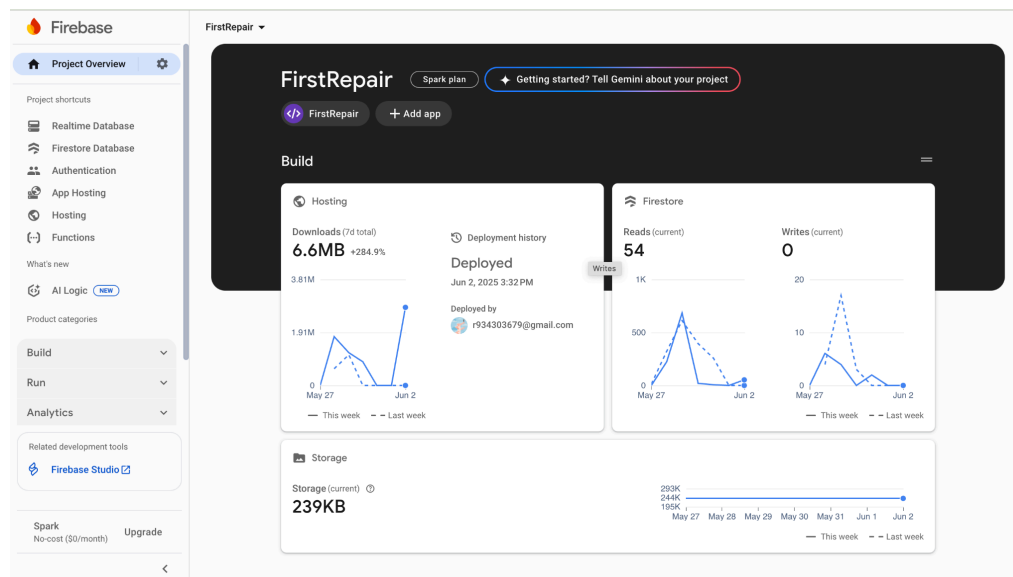 Firebase
FirstRepair
Project Overview
Project shortcuts
Realtime Database
Firestore Database
Authentication
App Hosting
Hosting
Functions
What's new
AI Logic NEW
Product categories
Build
Run
Analytics
Related development tools
Firebase Studio
Spark
No-cost ($0/month)
Upgrade
FirstRepair
Spark plan
Getting started? Tell Gemini about your project
FirstRepair
+ Add app
Build
Hosting
Downloads (7d total)
6.6MB +284.9%
3.81M
1.91M
0
May 27 Jun 2
This week Last week
Deployment history
Deployed
Jun 2, 2025 3:32 PM
Deployed by
r934303679@gmail.com
Writes
Firestore
Reads (current)
54
1K
500
0
May 27 Jun 2
Writes (current)
0
20
10
0
May 27 Jun 2
This week Last week
Storage
Storage (current)
239KB
293K
244K
195K
May 27 May 28 May 29 May 30 May 31 Jun 1 Jun 2
This week Last week